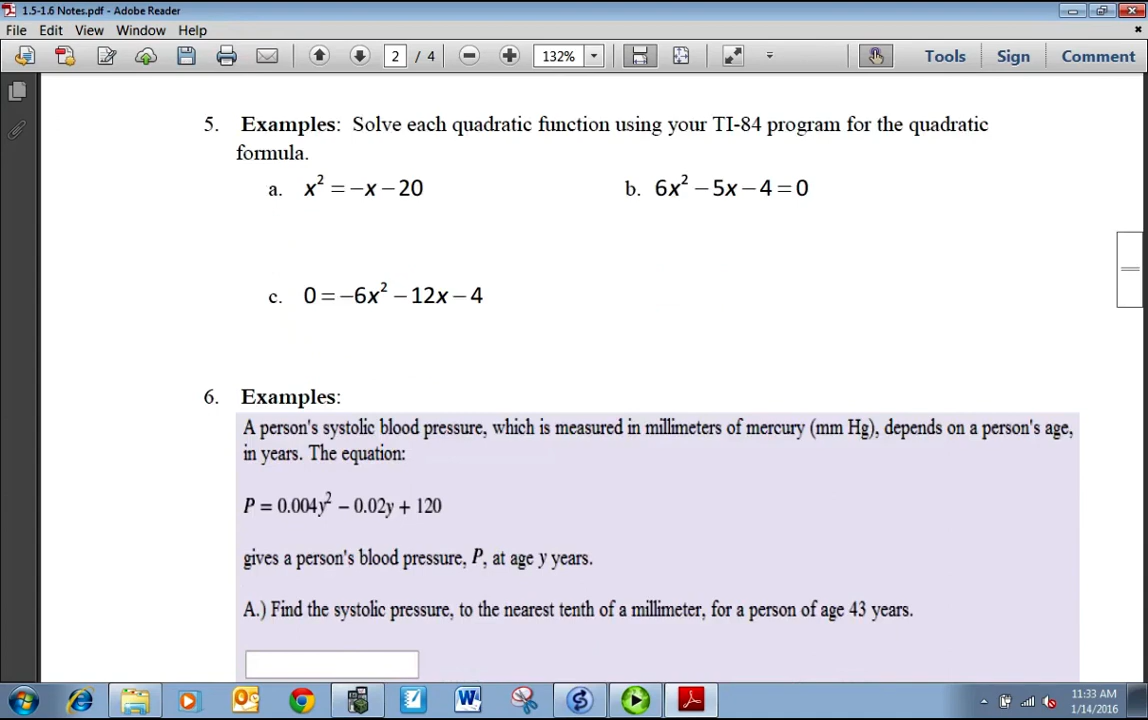 1.5-1.6 Notes.pdf - Adobe Reader
File Edit View Window Help
2 / 4 132% Tools Sign Comment
5. Examples: Solve each quadratic function using your TI-84 program for the quadratic
formula.
a. x² = −x − 20 b. 6x² − 5x − 4 = 0
c. 0 = −6x² − 12x − 4
6. Examples:
A person's systolic blood pressure, which is measured in millimeters of mercury (mm Hg), depends on a person's age,
in years. The equation:
P = 0.004y² − 0.02y + 120
gives a person's blood pressure, P, at age y years.
A.) Find the systolic pressure, to the nearest tenth of a millimeter, for a person of age 43 years.
11:33 AM
1/14/2016